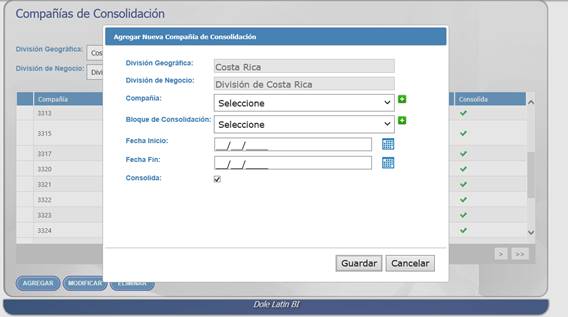 Compañías de Consolidación
Agregar Nueva Compañia de Consolidación
División Geográfica: Cos
División de Negocio: Divi
División Geográfica: Costa Rica
División de Negocio: División de Costa Rica
Compañía: Seleccione
Bloque de Consolidación: Seleccione
Fecha Inicio: __/__/____
Fecha Fin: __/__/____
Consolida:
Guardar Cancelar
Compañía Consolida
3313
3315
3317
3320
3321
3322
3323
3324
> >>
AGREGAR MODIFICAR ELIMINAR
Dole Latin BI